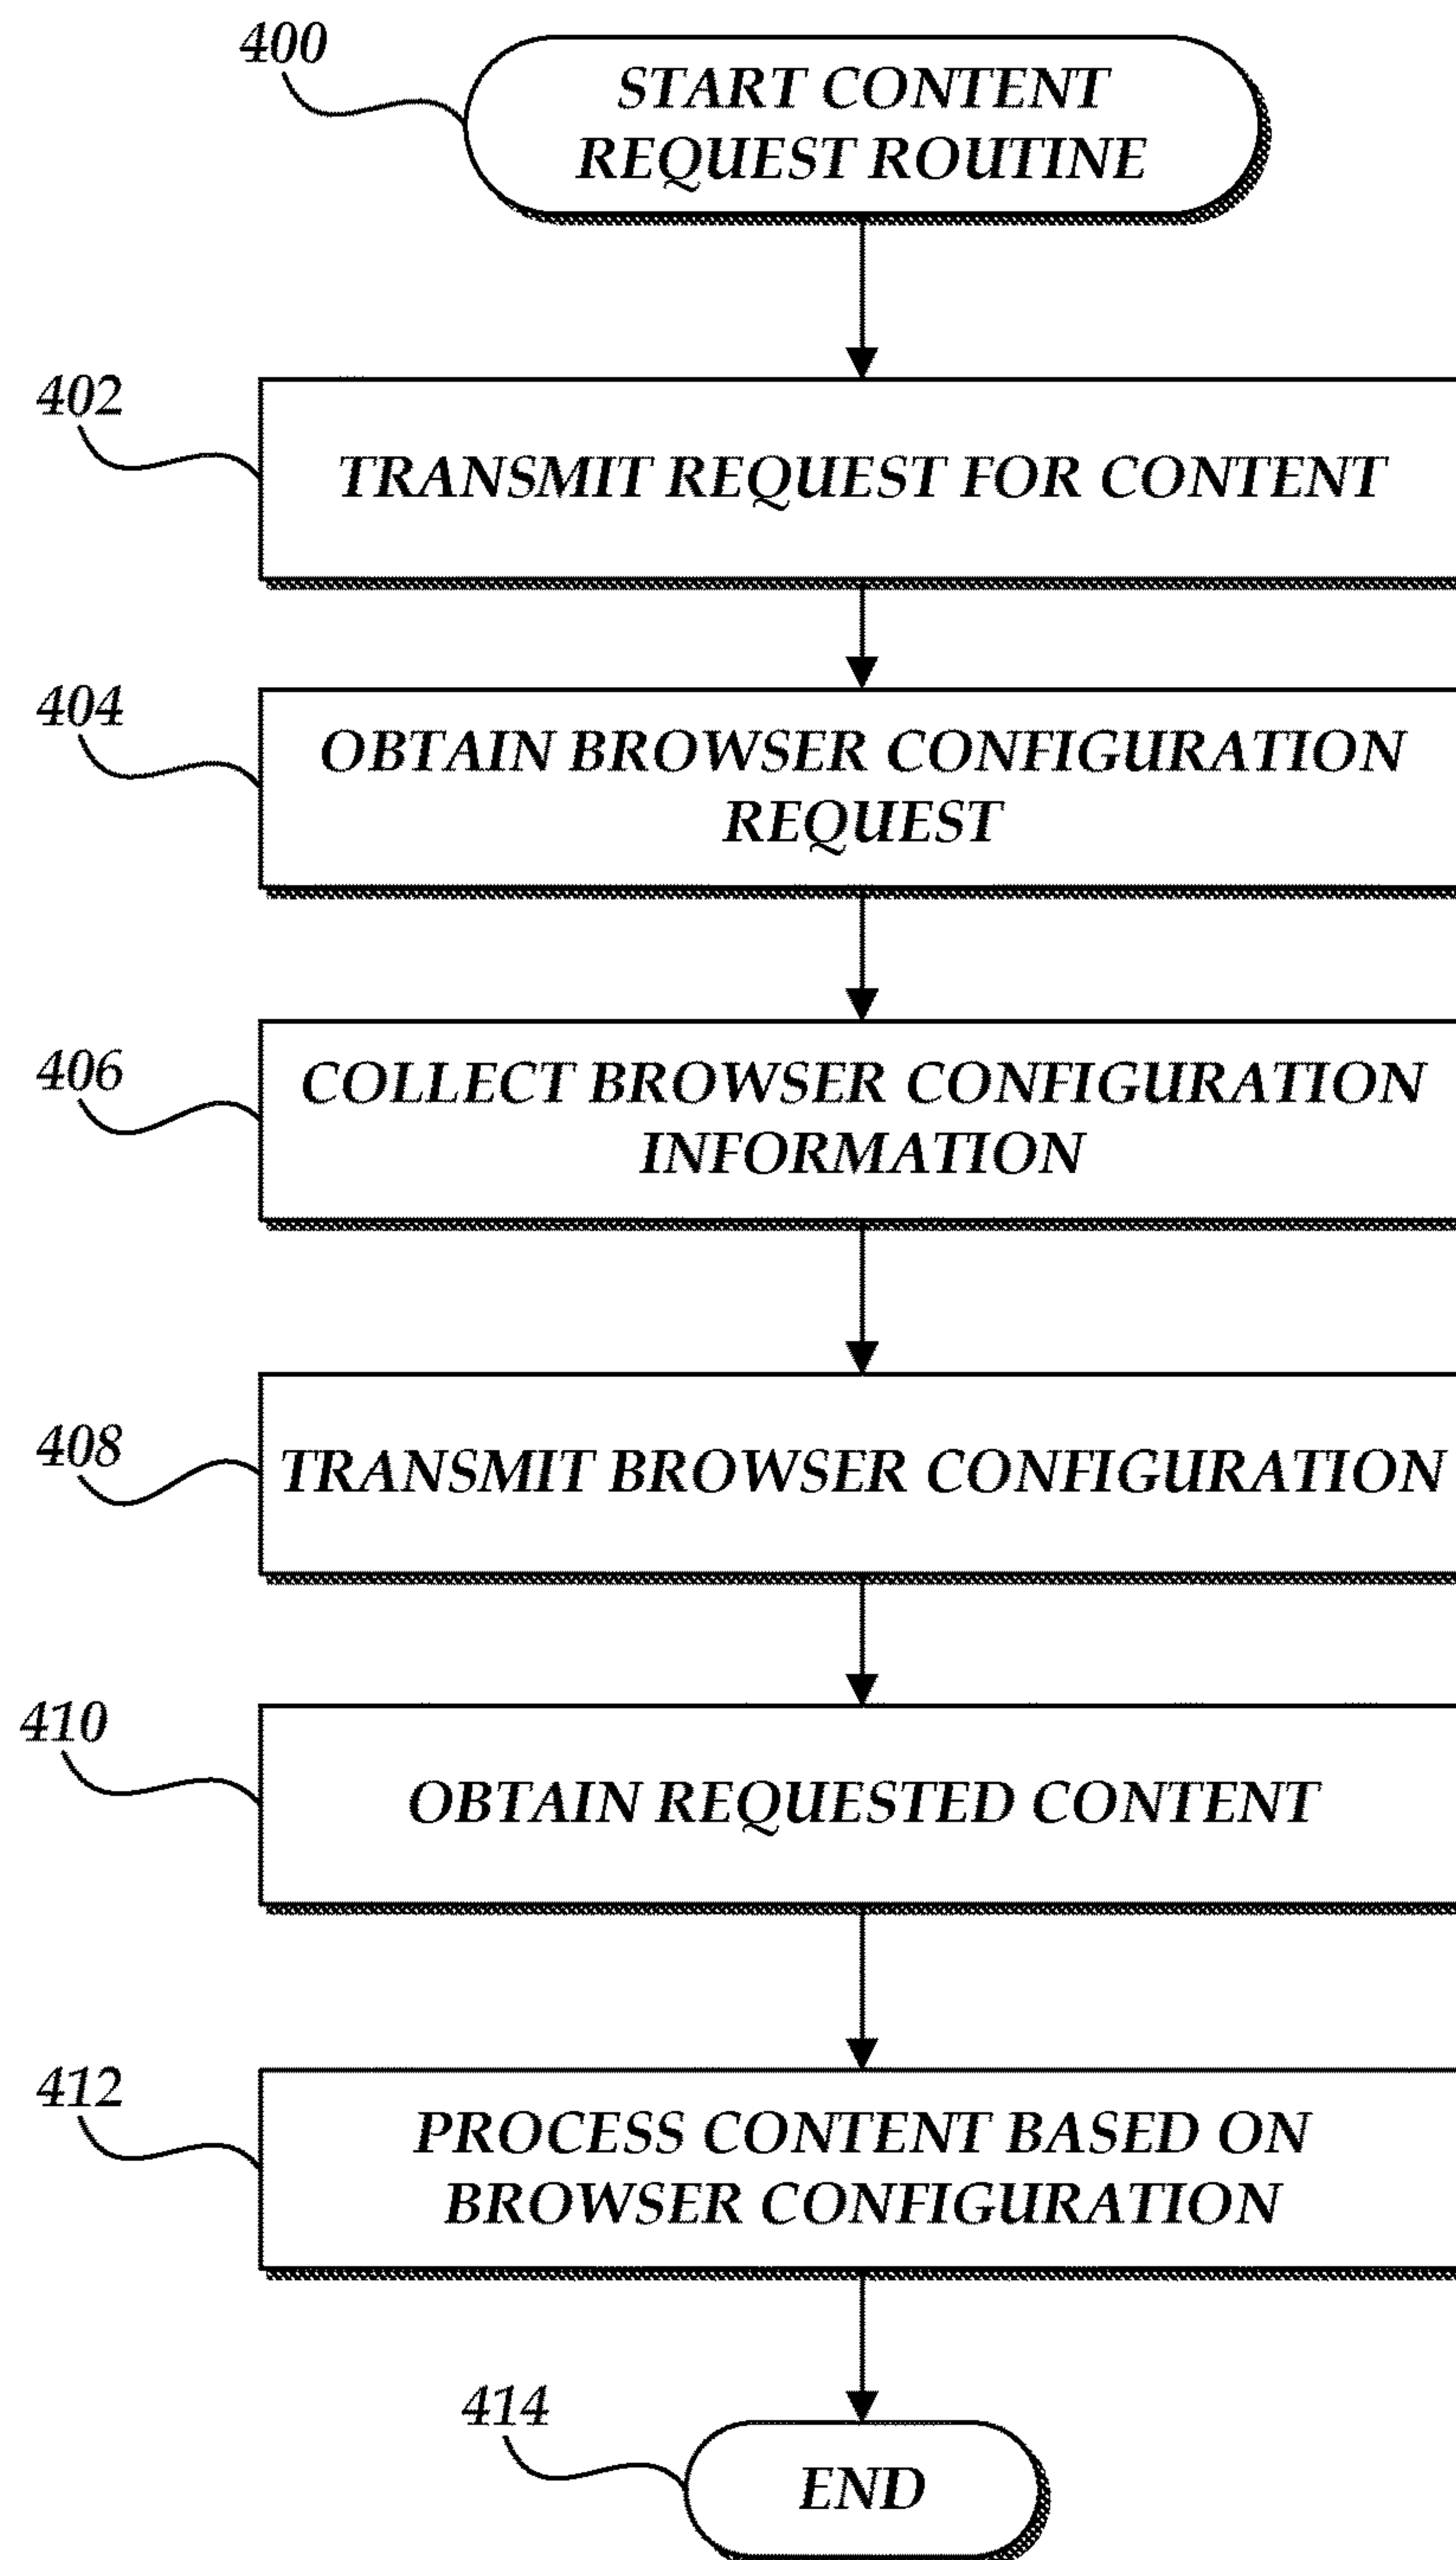 400
START CONTENT
REQUEST ROUTINE
402
TRANSMIT REQUEST FOR CONTENT
404
OBTAIN BROWSER CONFIGURATION
REQUEST
406
COLLECT BROWSER CONFIGURATION
INFORMATION
408
TRANSMIT BROWSER CONFIGURATION
410
OBTAIN REQUESTED CONTENT
412
PROCESS CONTENT BASED ON
BROWSER CONFIGURATION
414
END